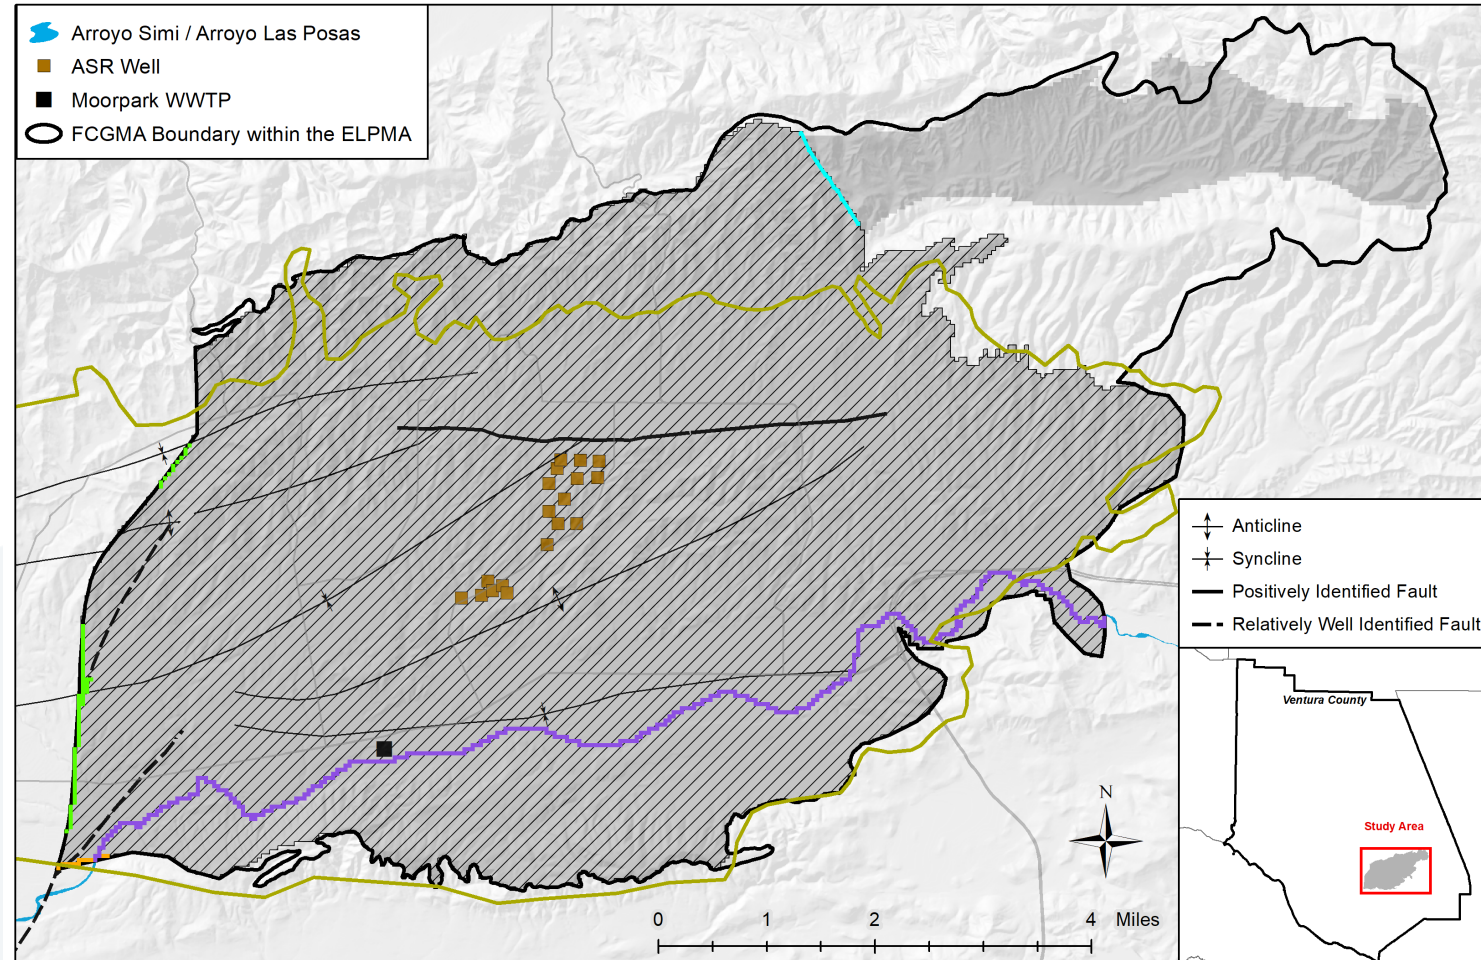 Arroyo Simi / Arroyo Las Posas
ASR Well
Moorpark WWTP
FCGMA Boundary within the ELPMA
Anticline
Syncline
Positively Identified Fault
Relatively Well Identified Fault
Ventura County
Study Area
N
0 1 2 4 Miles